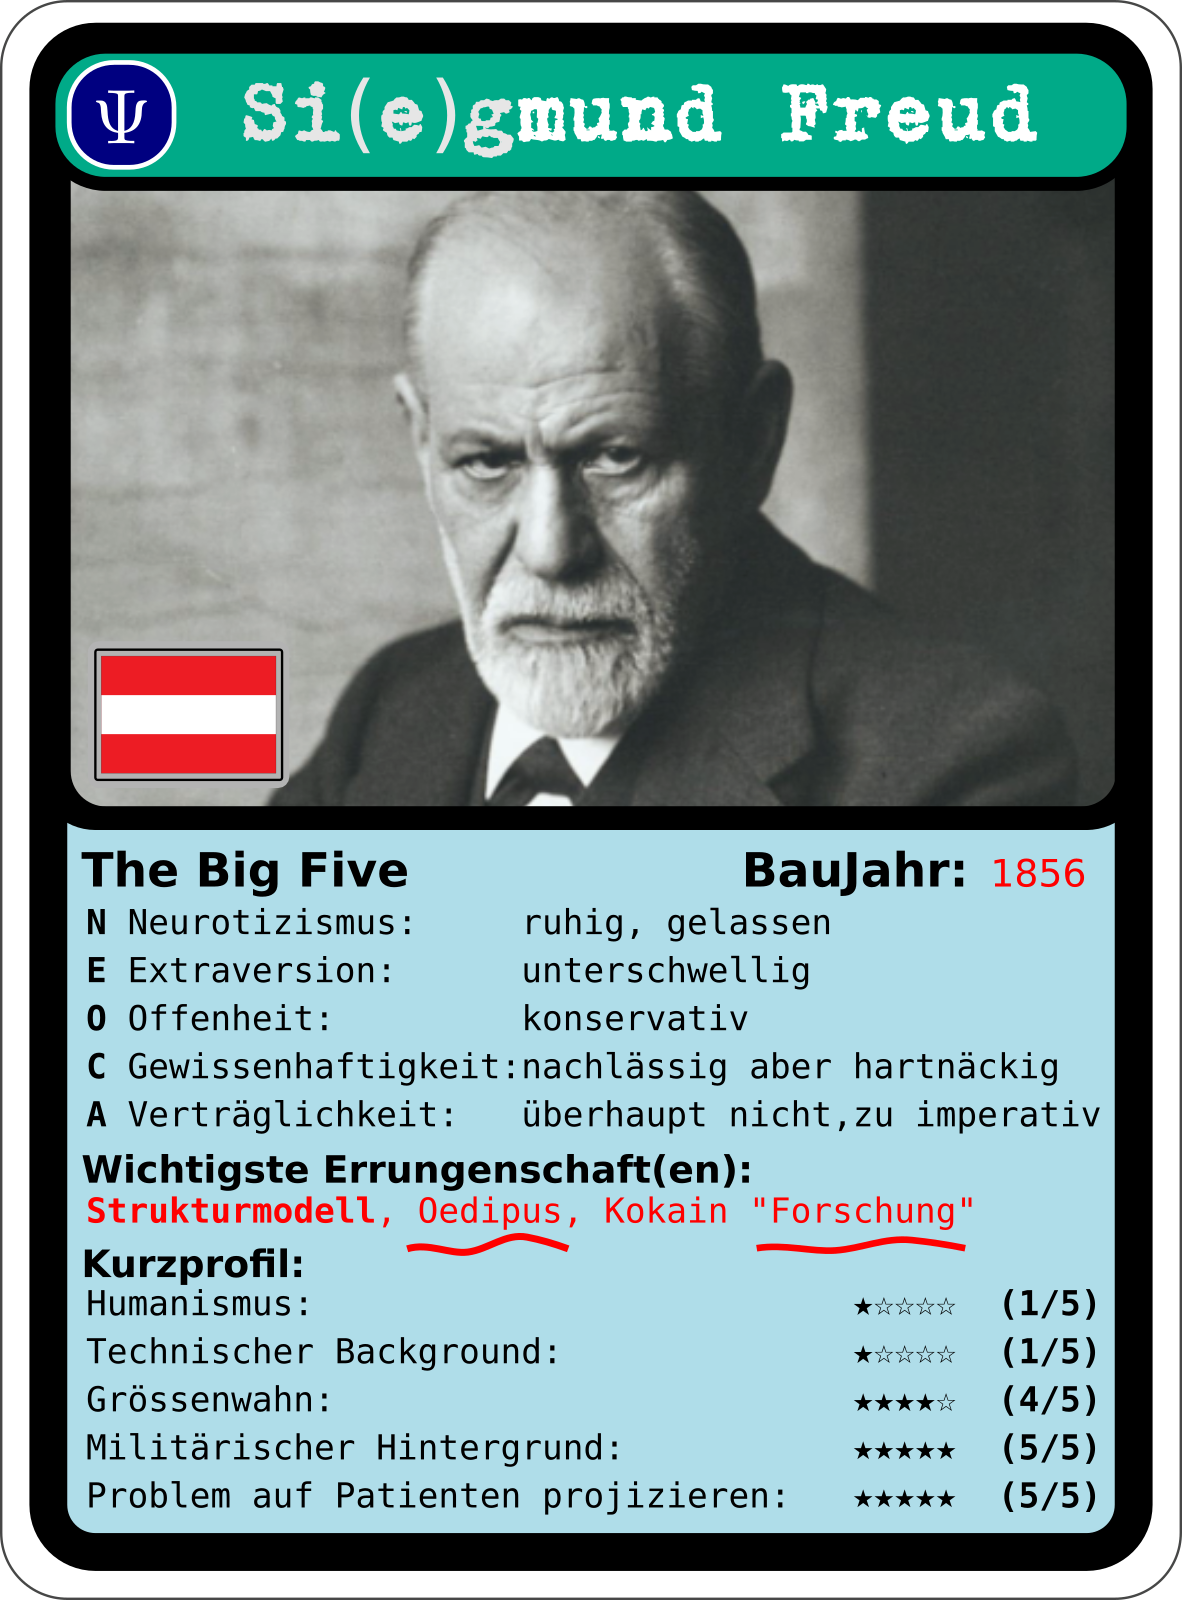 Ψ Si(e)gmund Freud
The Big Five BauJahr: 1856
N Neurotizismus: ruhig, gelassen
E Extraversion: unterschwellig
O Offenheit: konservativ
C Gewissenhaftigkeit:nachlässig aber hartnäckig
A Verträglichkeit: überhaupt nicht,zu imperativ
Wichtigste Errungenschaft(en):
Strukturmodell, Oedipus, Kokain "Forschung"
Kurzprofil:
Humanismus: ★☆☆☆☆ (1/5)
Technischer Background: ★☆☆☆☆ (1/5)
Grössenwahn: ★★★★☆ (4/5)
Militärischer Hintergrund: ★★★★★ (5/5)
Problem auf Patienten projizieren: ★★★★★ (5/5)